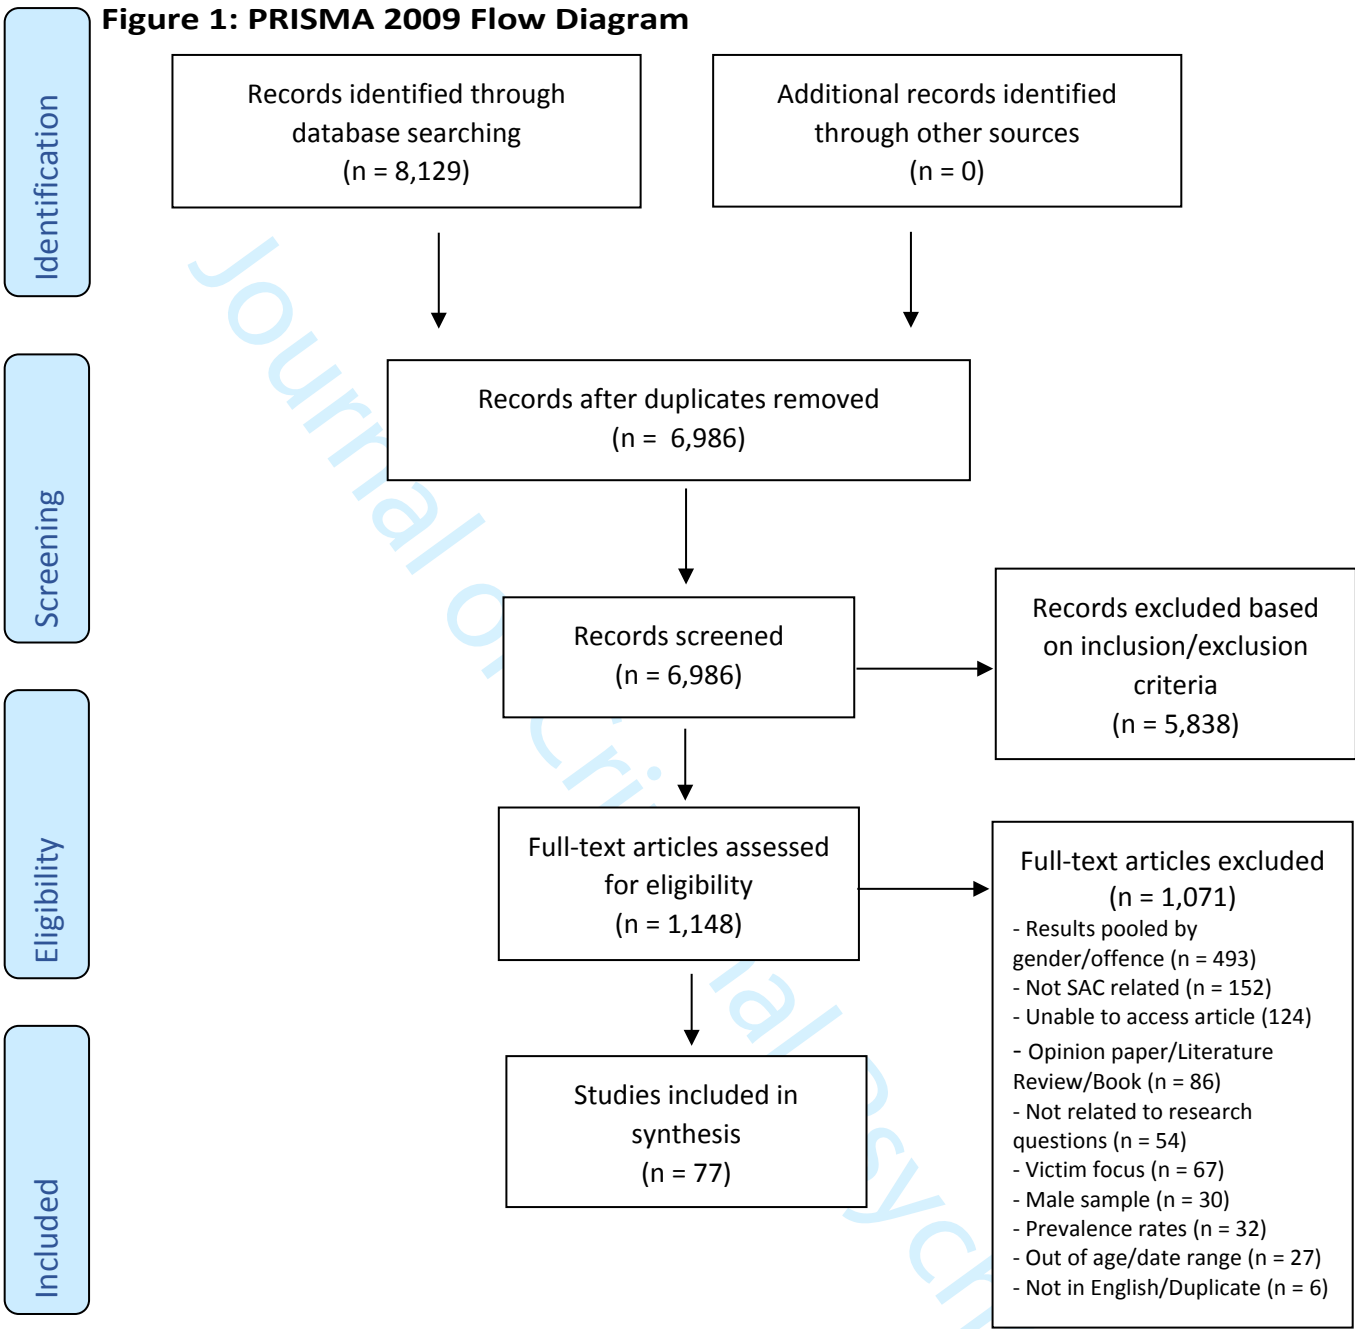 Figure 1: PRISMA 2009 Flow Diagram
Identification
Records identified through
database searching
(n = 8,129)
Additional records identified
through other sources
(n = 0)
Screening
Records after duplicates removed
(n = 6,986)
Records screened
(n = 6,986)
Records excluded based
on inclusion/exclusion
criteria
(n = 5,838)
Eligibility
Full-text articles assessed
for eligibility
(n = 1,148)
Full-text articles excluded
(n = 1,071)
- Results pooled by
gender/offence (n = 493)
- Not SAC related (n = 152)
- Unable to access article (124)
- Opinion paper/Literature
Review/Book (n = 86)
- Not related to research
questions (n = 54)
- Victim focus (n = 67)
- Male sample (n = 30)
- Prevalence rates (n = 32)
- Out of age/date range (n = 27)
- Not in English/Duplicate (n = 6)
Included
Studies included in
synthesis
(n = 77)
Journal of